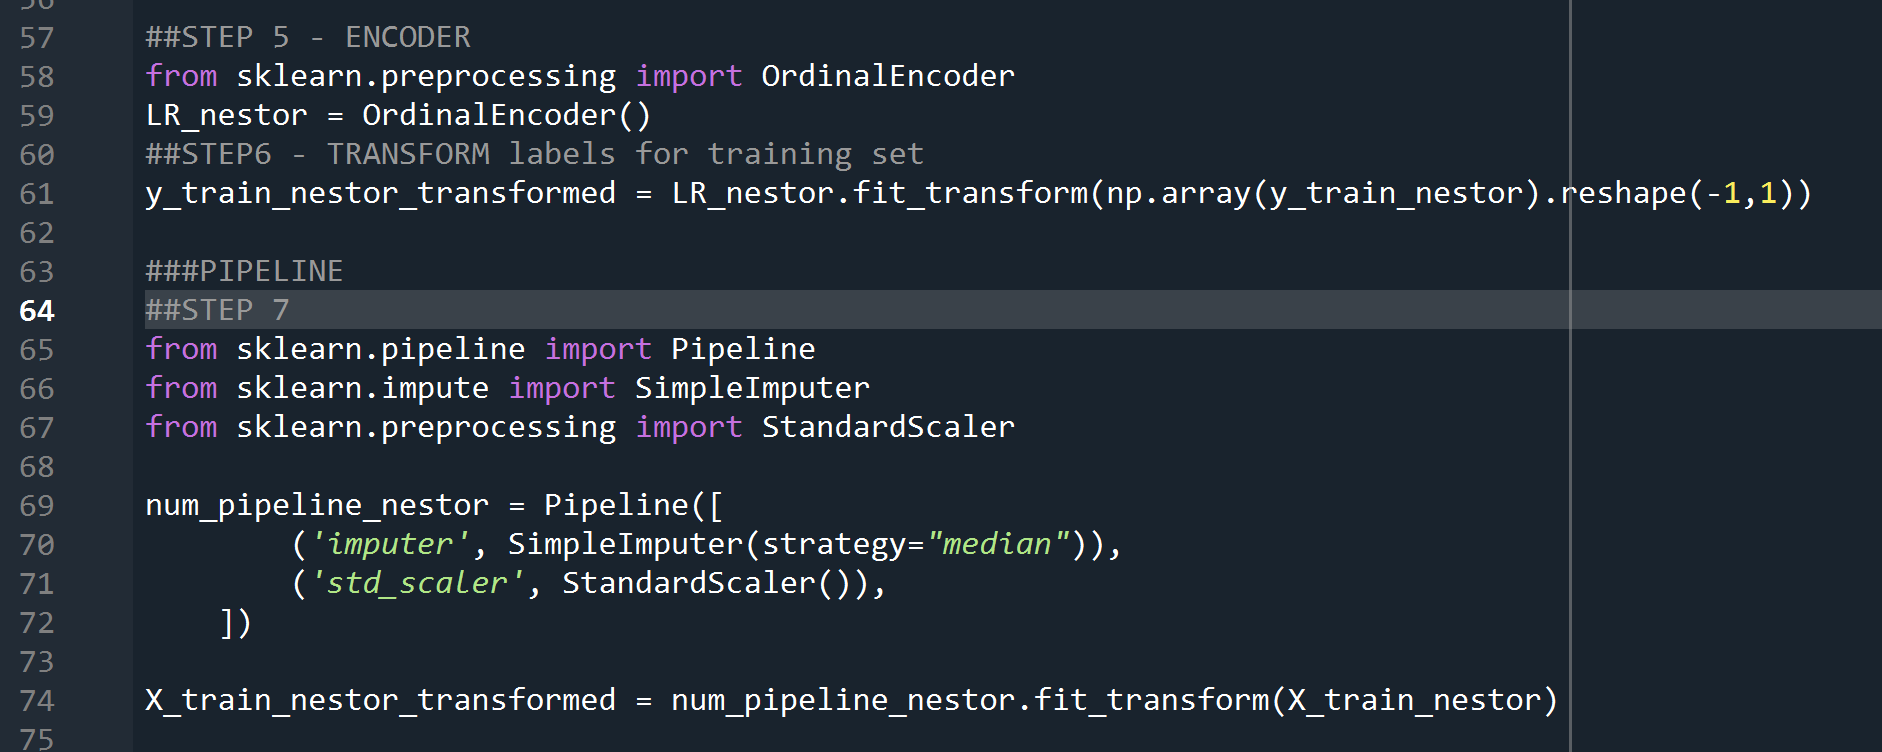 56
57 ##STEP 5 - ENCODER
58 from sklearn.preprocessing import OrdinalEncoder
59 LR_nestor = OrdinalEncoder()
60 ##STEP6 - TRANSFORM labels for training set
61 y_train_nestor_transformed = LR_nestor.fit_transform(np.array(y_train_nestor).reshape(-1,1))
62
63 ###PIPELINE
64 ##STEP 7
65 from sklearn.pipeline import Pipeline
66 from sklearn.impute import SimpleImputer
67 from sklearn.preprocessing import StandardScaler
68
69 num_pipeline_nestor = Pipeline([
70         ('imputer', SimpleImputer(strategy="median")),
71         ('std_scaler', StandardScaler()),
72     ])
73
74 X_train_nestor_transformed = num_pipeline_nestor.fit_transform(X_train_nestor)
75